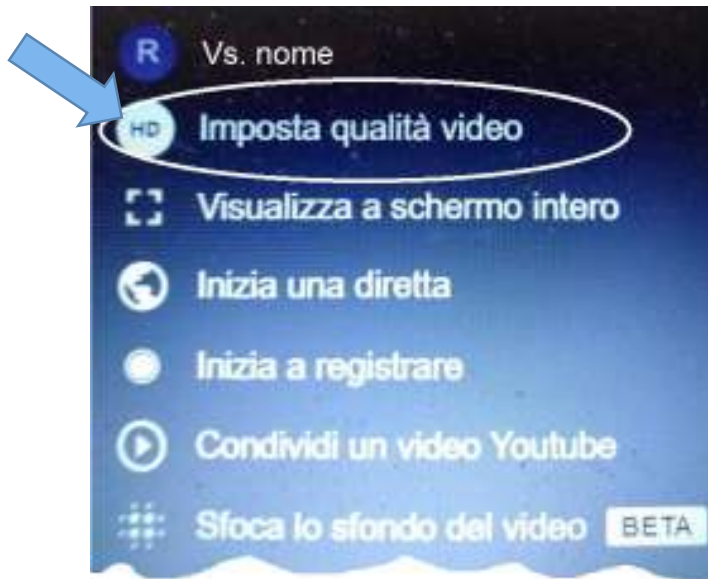 R Vs. nome
HD Imposta qualità video
Visualizza a schermo intero
Inizia una diretta
Inizia a registrare
Condividi un video Youtube
Sfoca lo sfondo del video BETA